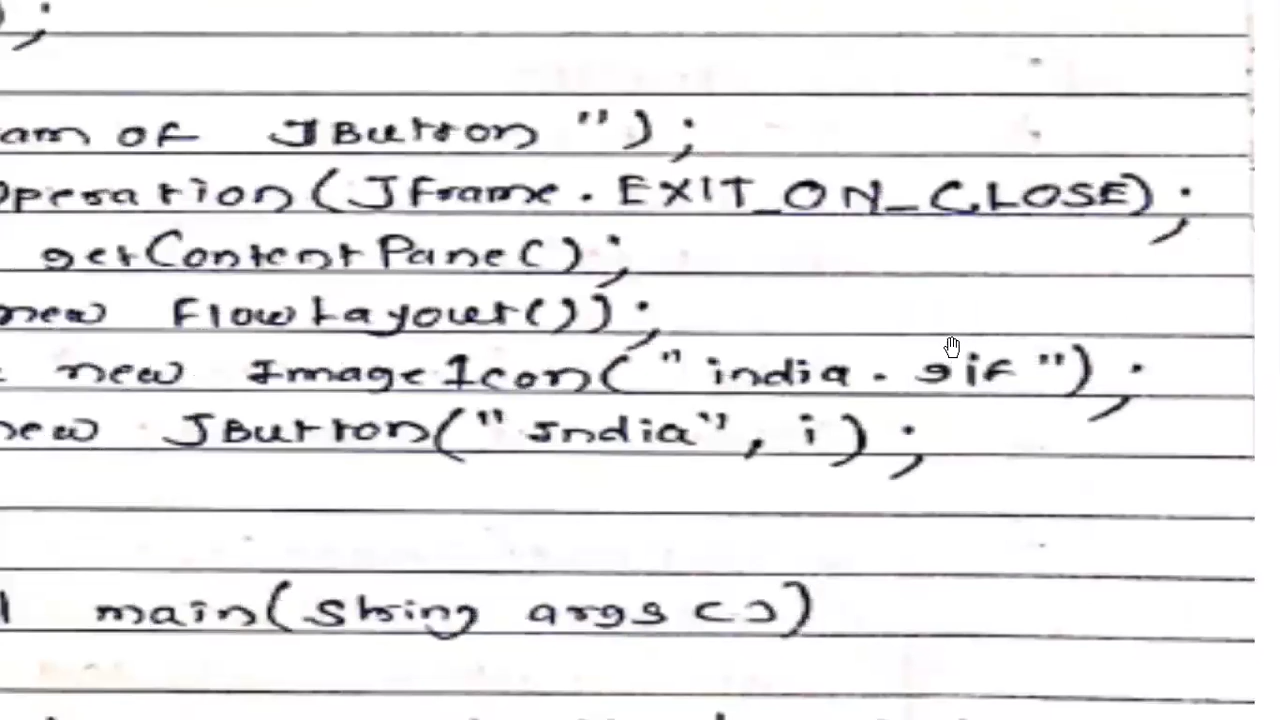 );
am of JButton ");
Operation(JFrame.EXIT_ON_CLOSE);
getContentPane();
new FlowLayout());
= new ImageIcon("india.gif");
new JButton("India", i);
main(String args[])